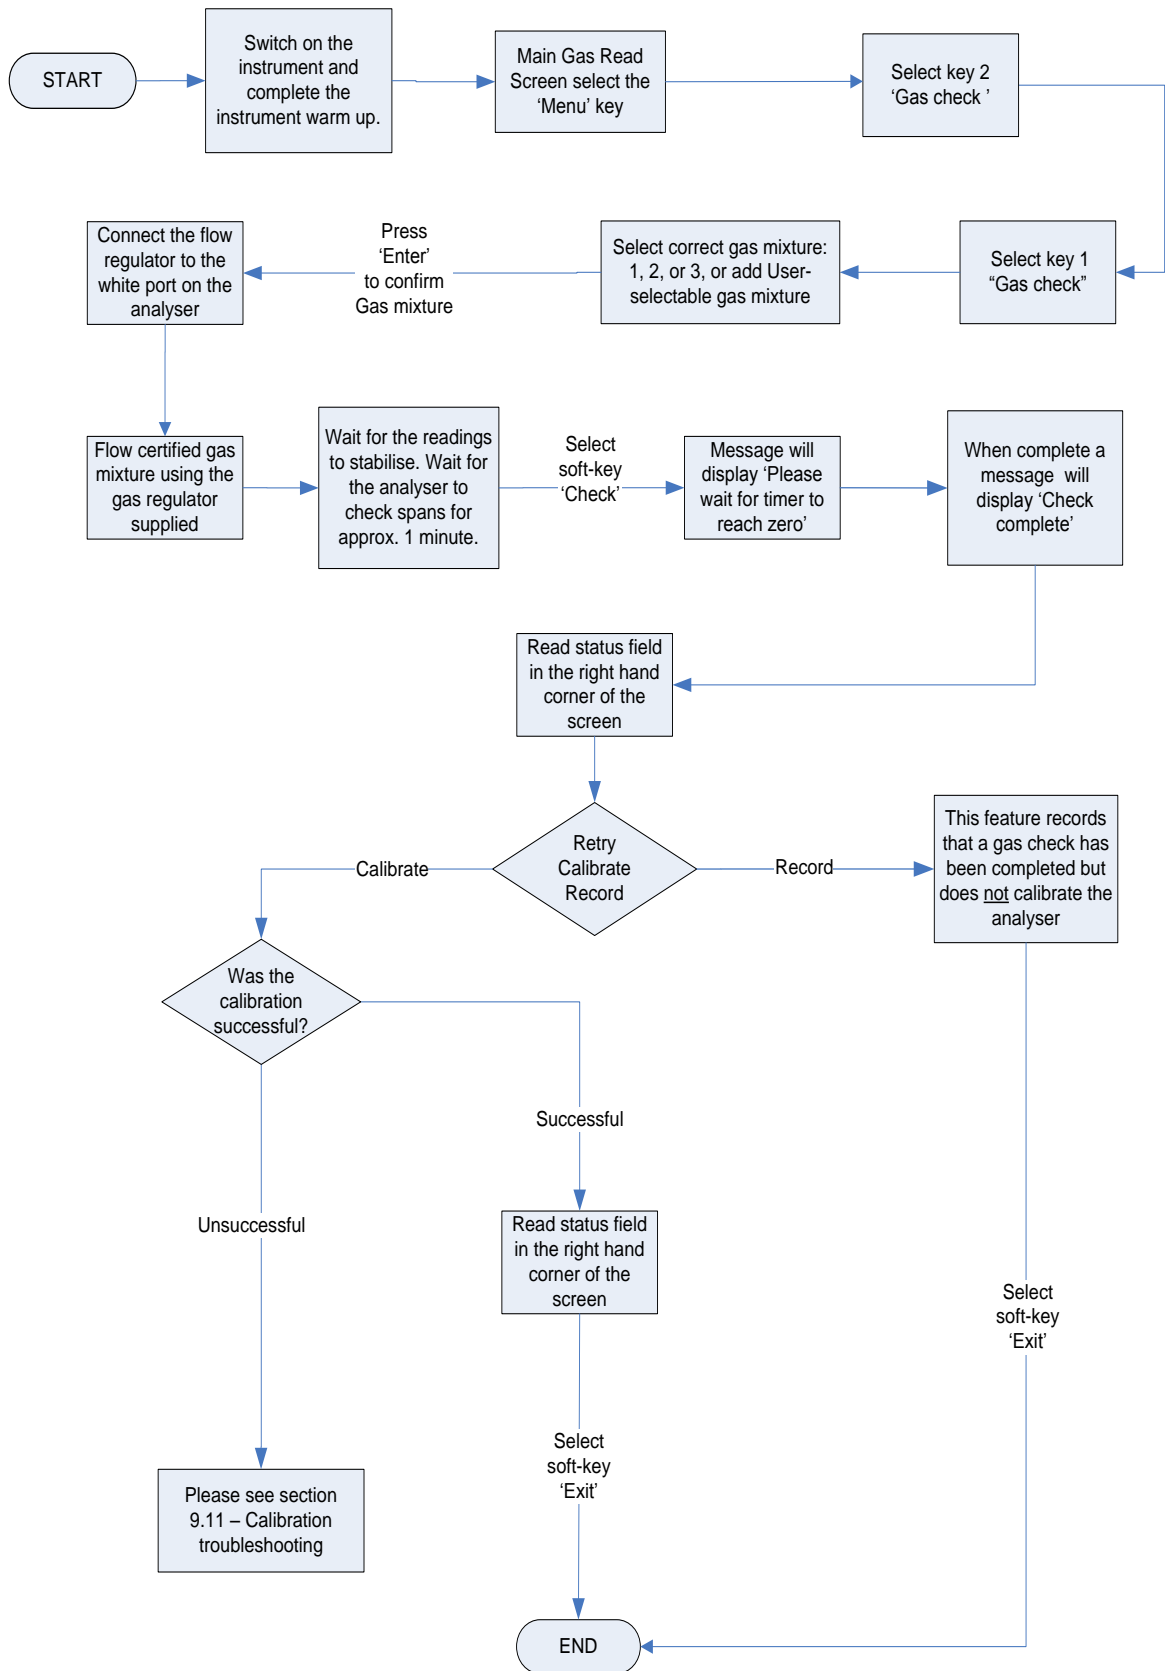 START
Switch on the
instrument and
complete the
instrument warm up.
Main Gas Read
Screen select the
‘Menu’ key
Select key 2
‘Gas check ’
Connect the flow
regulator to the
white port on the
analyser
Press
‘Enter’
to confirm
Gas mixture
Select correct gas mixture:
1, 2, or 3, or add User-
selectable gas mixture
Select key 1
“Gas check”
Flow certified gas
mixture using the
gas regulator
supplied
Wait for the readings
to stabilise. Wait for
the analyser to
check spans for
approx. 1 minute.
Select
soft-key
‘Check’
Message will
display ‘Please
wait for timer to
reach zero’
When complete a
message will
display ‘Check
complete’
Read status field
in the right hand
corner of the
screen
Retry
Calibrate
Record
Calibrate
Record
This feature records
that a gas check has
been completed but
does not calibrate the
analyser
Was the
calibration
successful?
Successful
Unsuccessful
Read status field
in the right hand
corner of the
screen
Select
soft-key
‘Exit’
Select
soft-key
‘Exit’
Please see section
9.11 – Calibration
troubleshooting
END